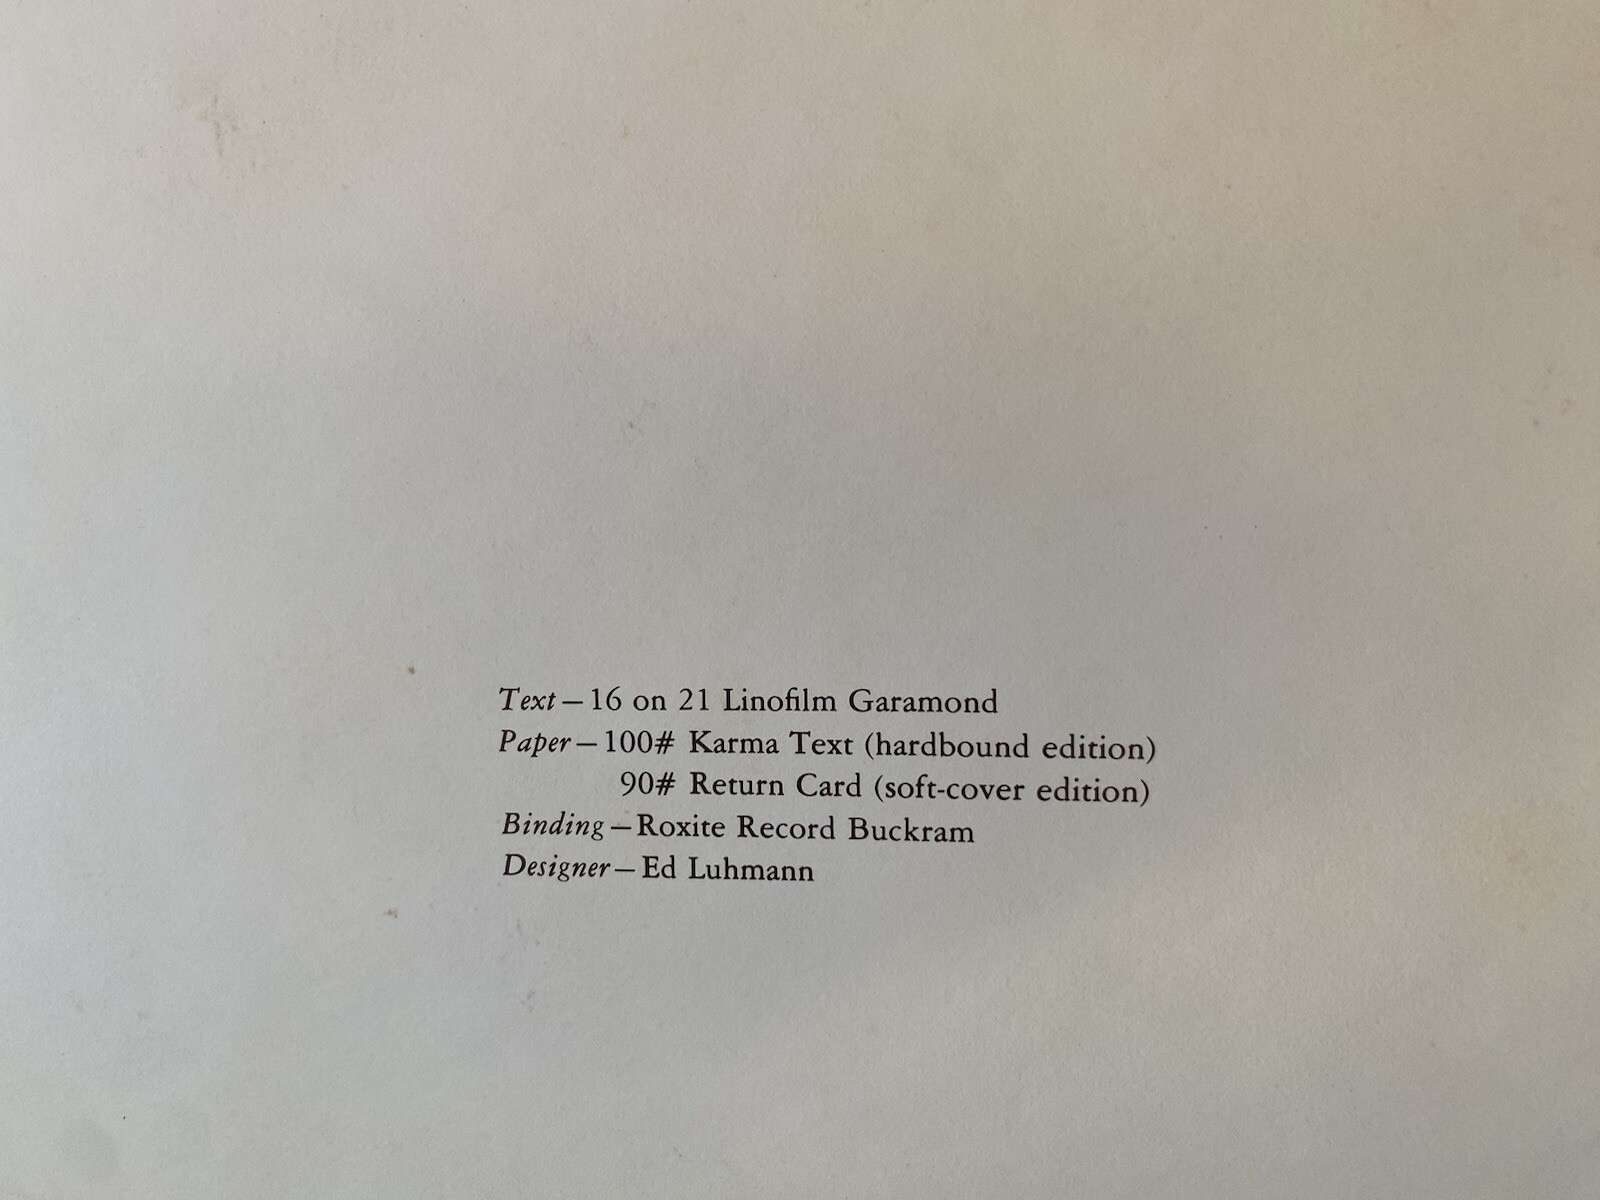 Text—16 on 21 Linofilm Garamond
Paper—100# Karma Text (hardbound edition)
90# Return Card (soft-cover edition)
Binding—Roxite Record Buckram
Designer—Ed Luhmann